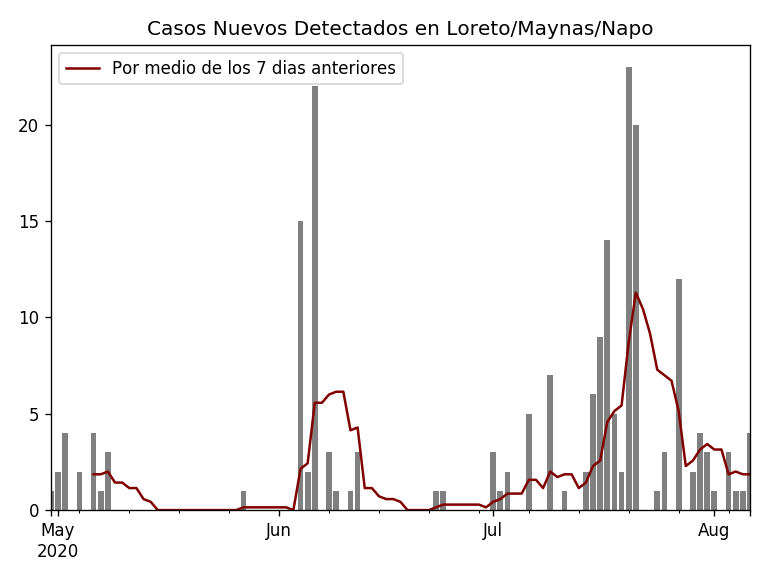 Casos Nuevos Detectados en Loreto/Maynas/Napo
Por medio de los 7 dias anteriores
20
15
10
5
0
May Jun Jul Aug
2020